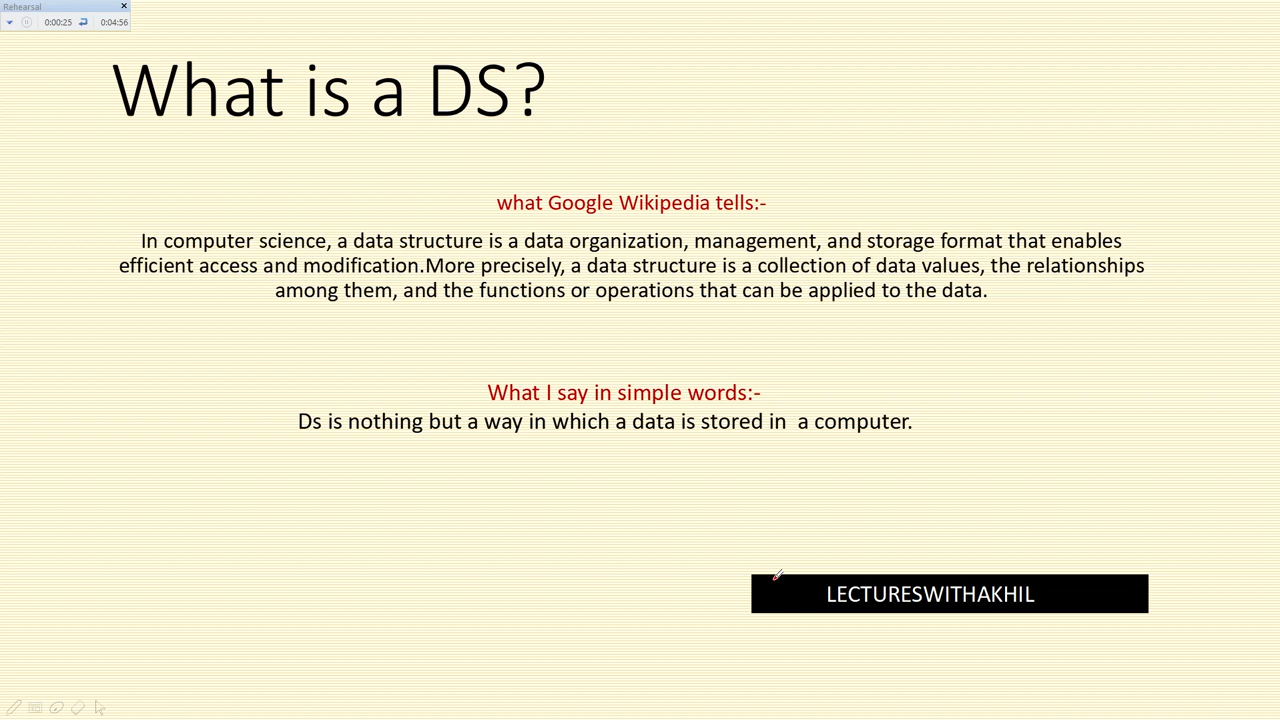 Rehearsal
0:00:25 0:04:56
What is a DS?
what Google Wikipedia tells:-
In computer science, a data structure is a data organization, management, and storage format that enables
efficient access and modification.More precisely, a data structure is a collection of data values, the relationships
among them, and the functions or operations that can be applied to the data.
What I say in simple words:-
Ds is nothing but a way in which a data is stored in  a computer.
LECTURESWITHAKHIL